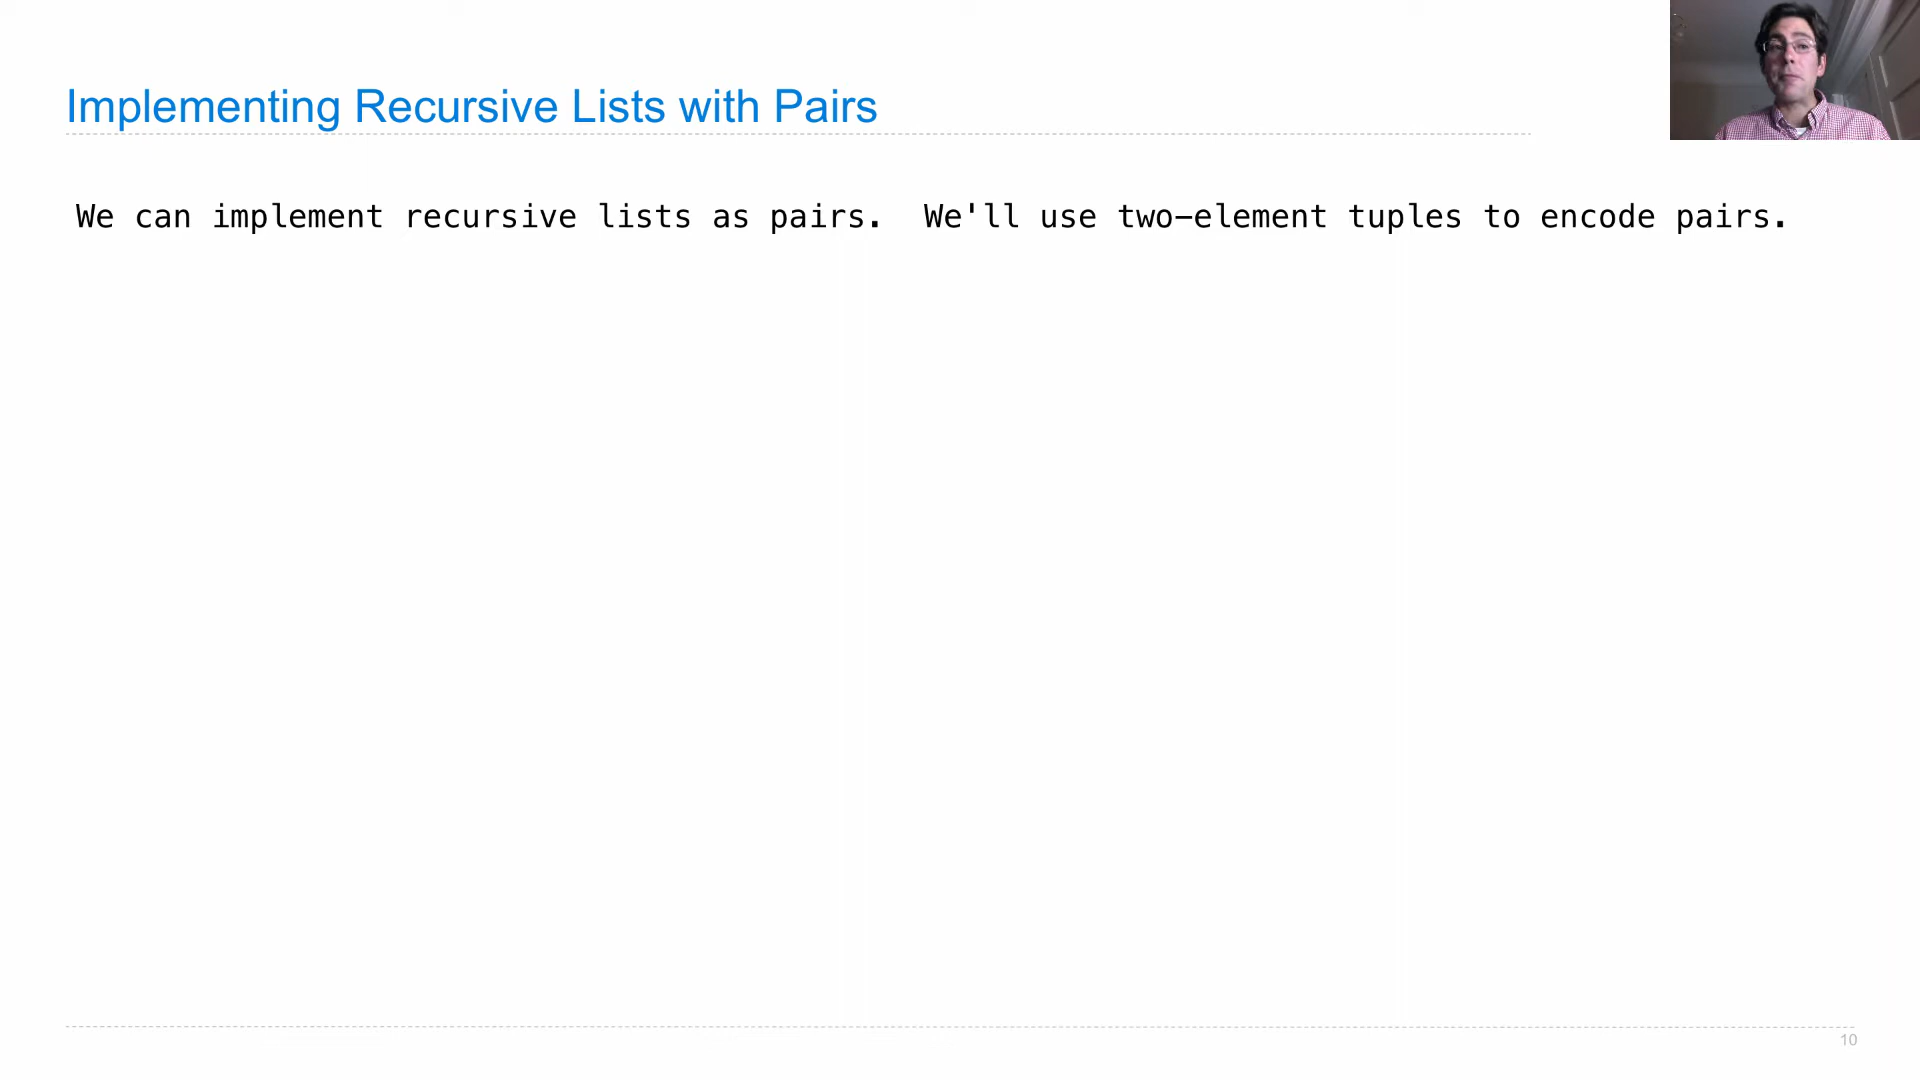 Implementing Recursive Lists with Pairs
We can implement recursive lists as pairs.  We'll use two-element tuples to encode pairs.
10